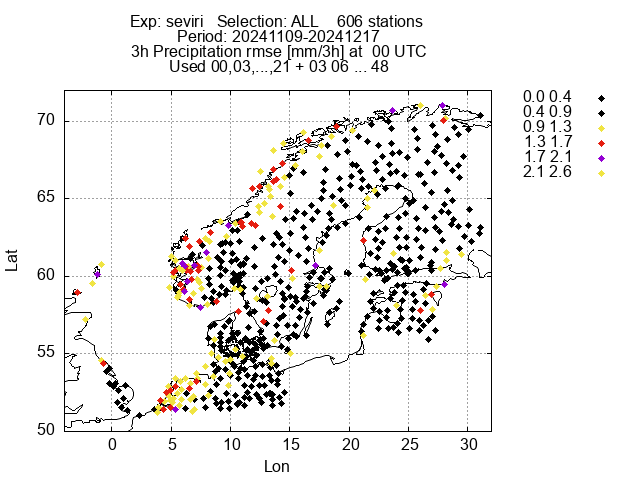 Exp: seviri Selection: ALL 606 stations
Period: 20241109-20241217
3h Precipitation rmse [mm/3h] at 00 UTC
Used 00,03,...,21 + 03 06 ... 48
0.0 0.4
0.4 0.9
0.9 1.3
1.3 1.7
1.7 2.1
2.1 2.6
70
65
60
55
50
Lat
0 5 10 15 20 25 30
Lon